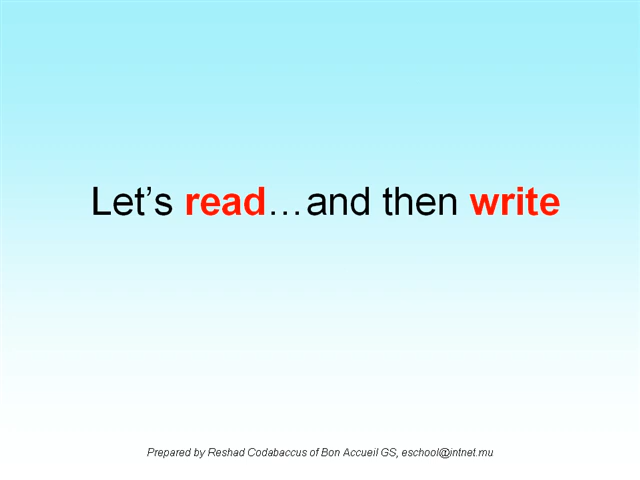 Let’s read…and then write
Prepared by Reshad Codabaccus of Bon Accueil GS, eschool@intnet.mu